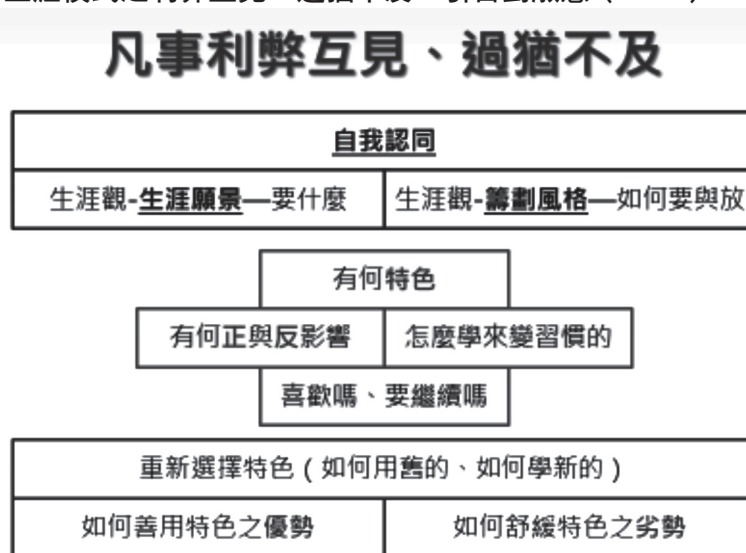 凡事利弊互見、過猶不及
自我認同
生涯觀-生涯願景—要什麼
生涯觀-籌劃風格—如何要與放
有何特色
有何正與反影響
怎麼學來變習慣的
喜歡嗎、要繼續嗎
重新選擇特色(如何用舊的、如何學新的)
如何善用特色之優勢
如何舒緩特色之劣勢